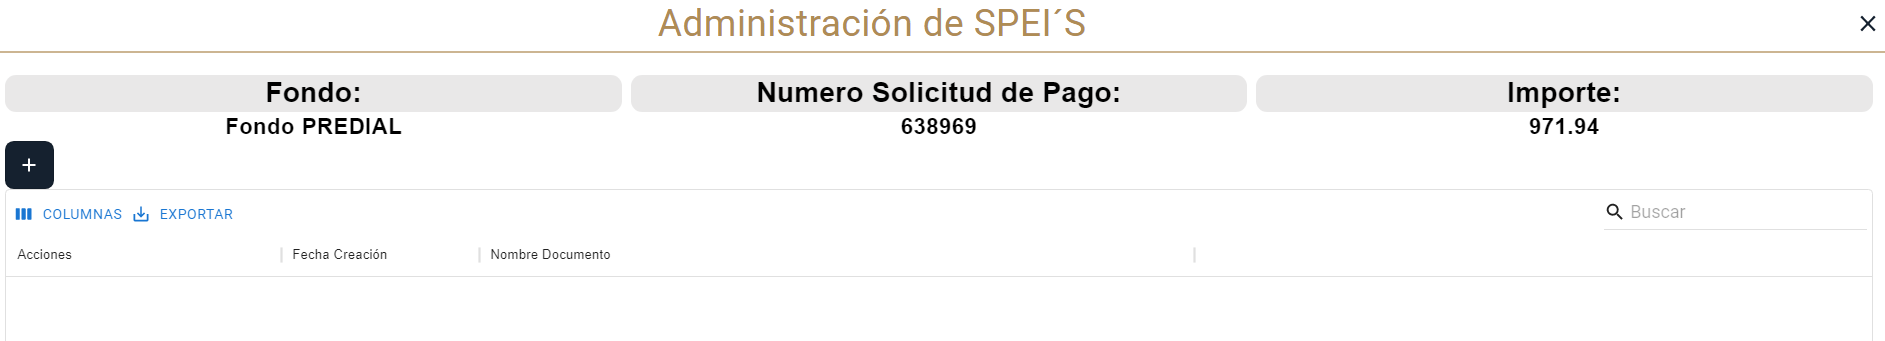 Administración de SPEI´S
Fondo: Numero Solicitud de Pago: Importe:
Fondo PREDIAL 638969 971.94
+
COLUMNAS EXPORTAR Buscar
Acciones Fecha Creación Nombre Documento